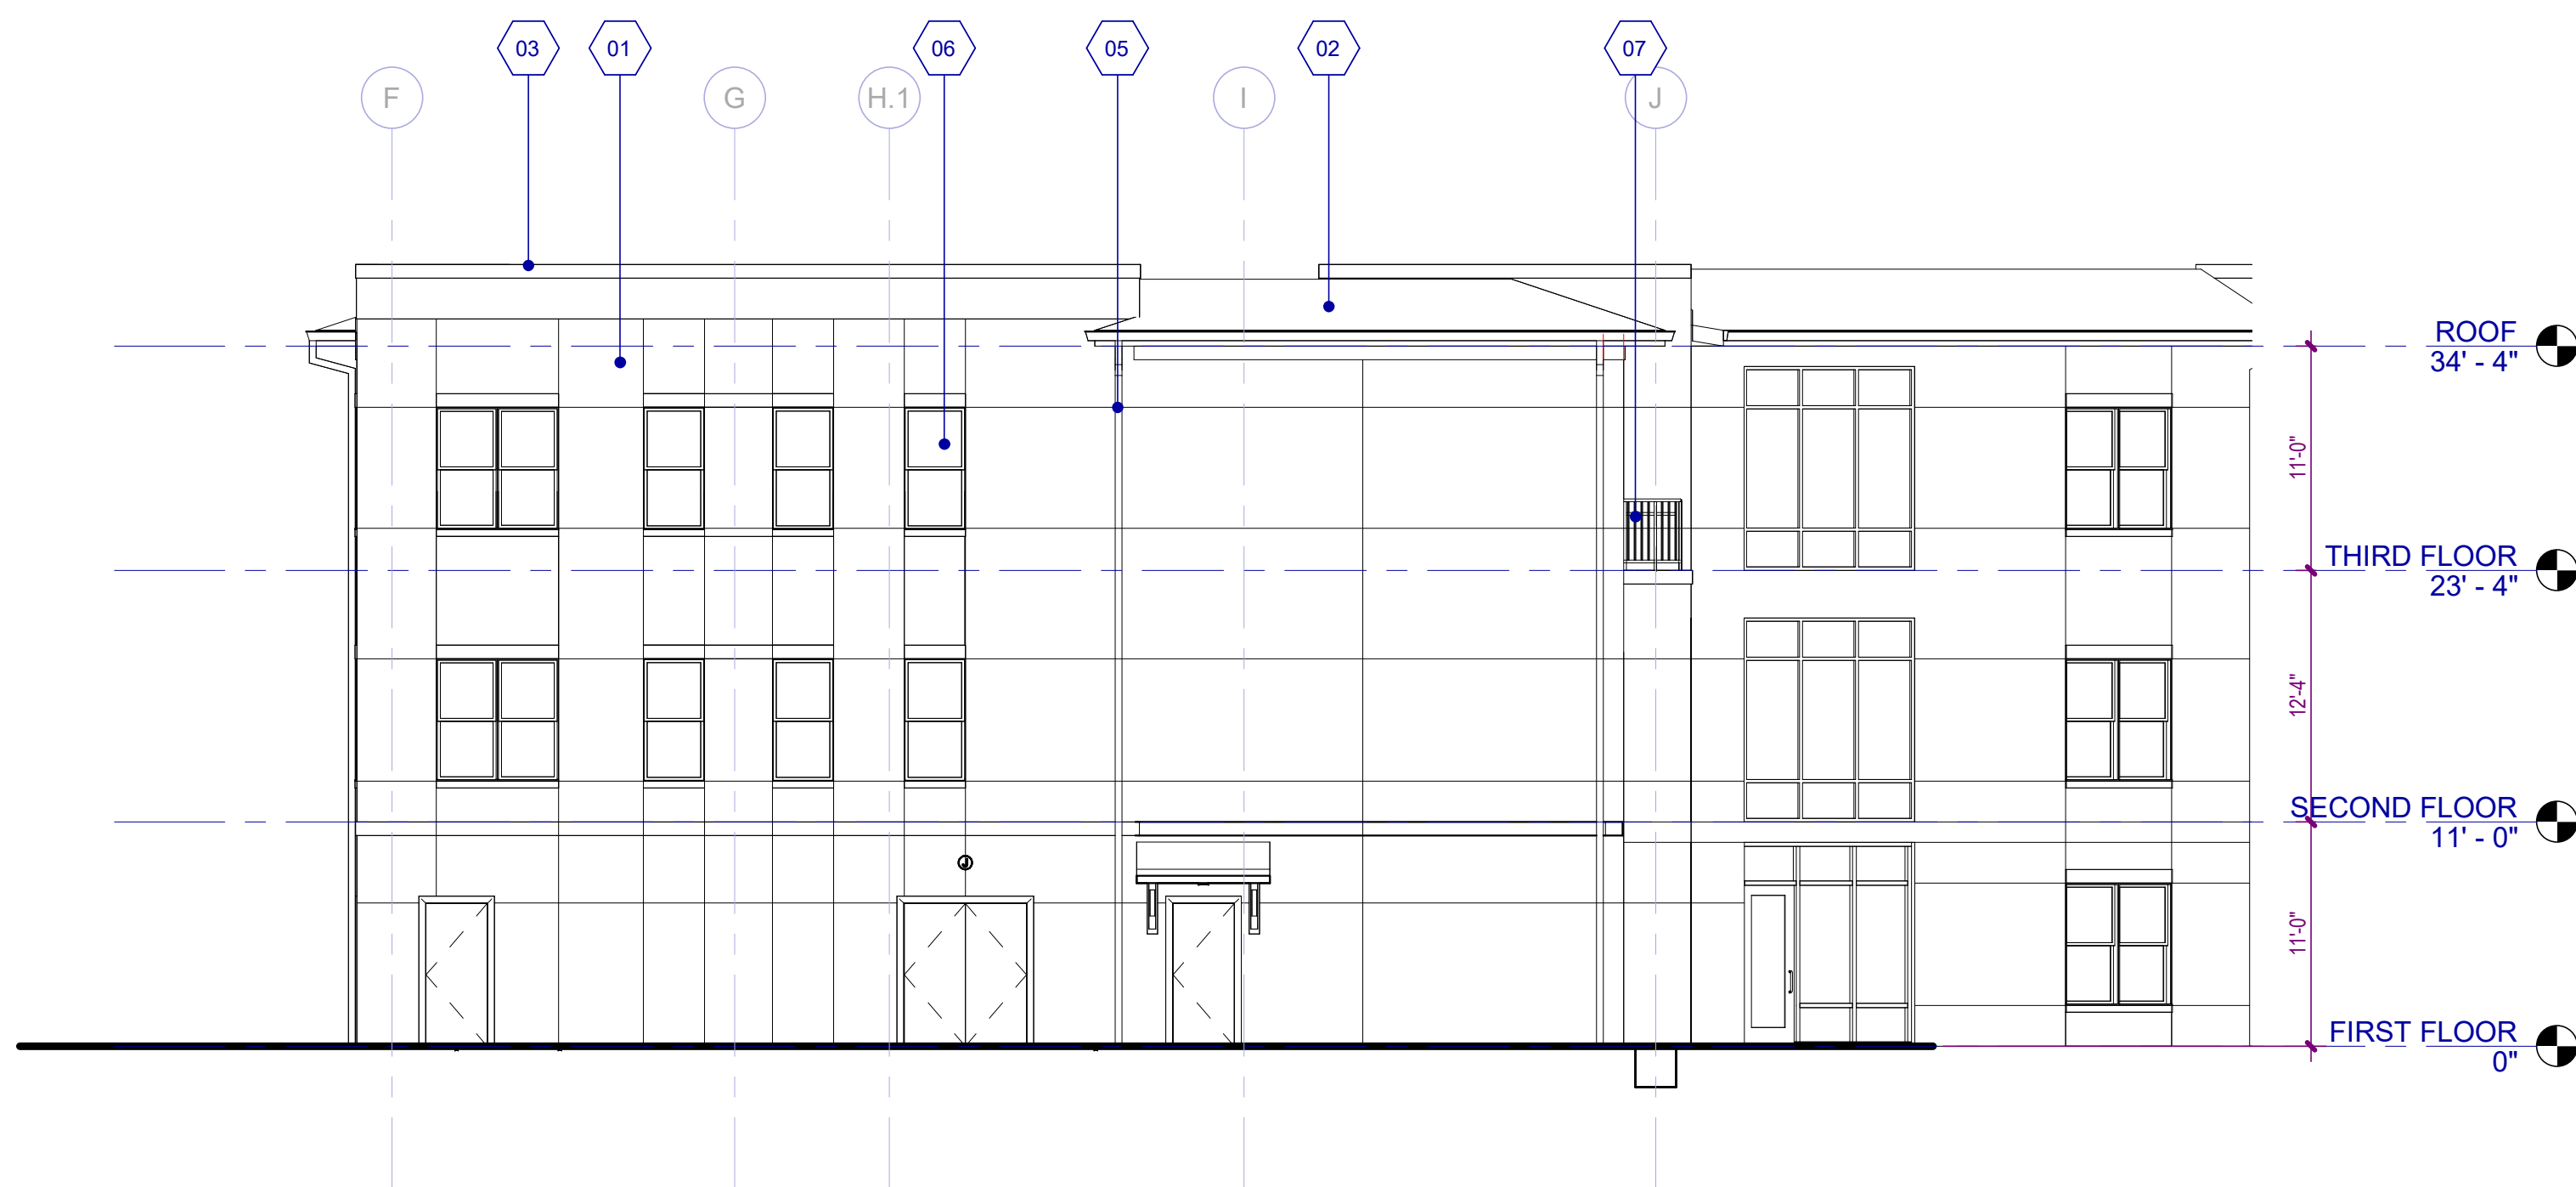 03
01
06
05
02
07
F
G
H.1
I
J
ROOF
34' - 4"
11'-0"
THIRD FLOOR
23' - 4"
12'-4"
SECOND FLOOR
11' - 0"
J
11'-0"
FIRST FLOOR
0"